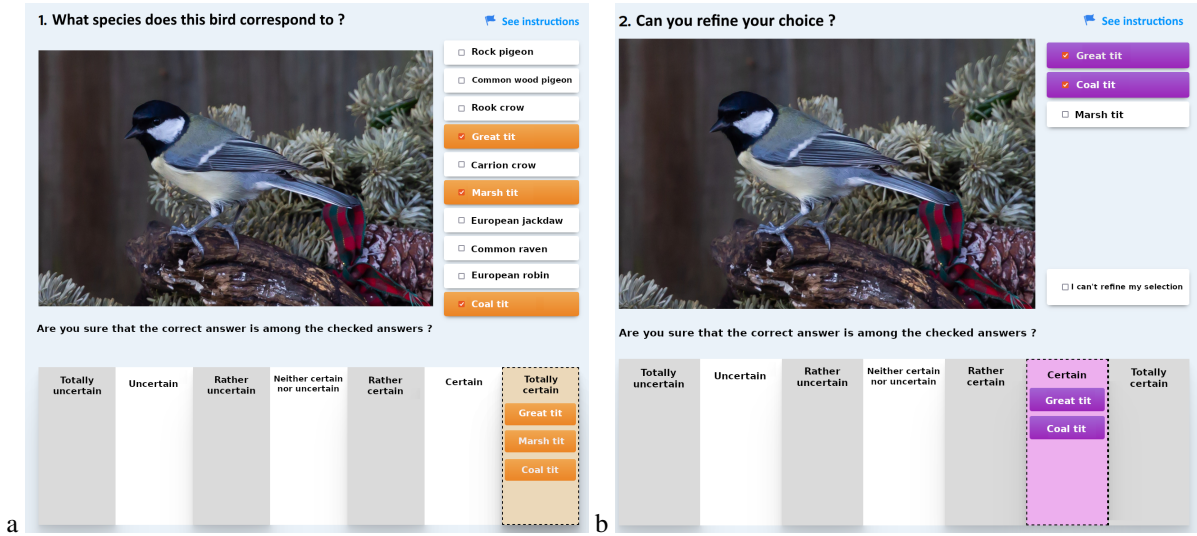 1. What species does this bird correspond to ?
See instructions
Rock pigeon
Common wood pigeon
Rook crow
Great tit
Carrion crow
Marsh tit
European jackdaw
Common raven
European robin
Coal tit
Are you sure that the correct answer is among the checked answers ?
Totally
uncertain
Uncertain
Rather
uncertain
Neither certain
nor uncertain
Rather
certain
Certain
Totally
certain
Great tit
Marsh tit
Coal tit
a
2. Can you refine your choice ?
See instructions
Great tit
Coal tit
Marsh tit
I can't refine my selection
Are you sure that the correct answer is among the checked answers ?
Totally
uncertain
Uncertain
Rather
uncertain
Neither certain
nor uncertain
Rather
certain
Certain
Totally
certain
Great tit
Coal tit
b